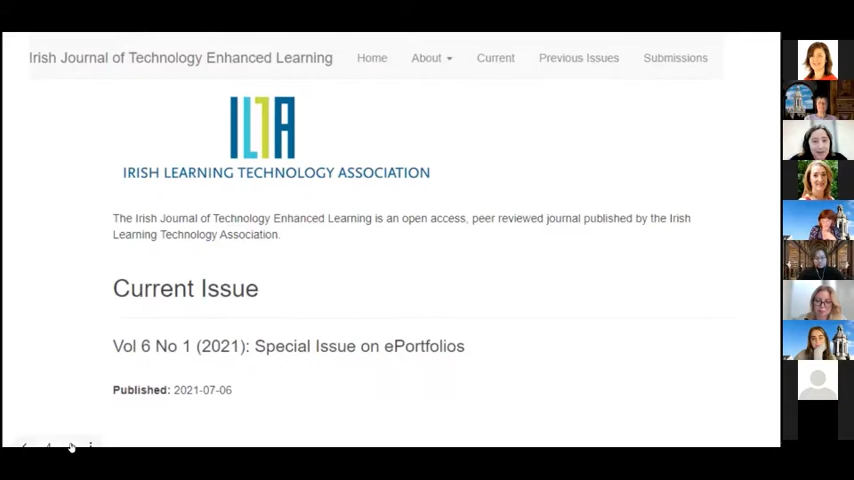 Irish Journal of Technology Enhanced Learning Home About Current Previous Issues Submissions
ILTA
IRISH LEARNING TECHNOLOGY ASSOCIATION
The Irish Journal of Technology Enhanced Learning is an open access, peer reviewed journal published by the Irish
Learning Technology Association.
Current Issue
Vol 6 No 1 (2021): Special Issue on ePortfolios
Published: 2021-07-06